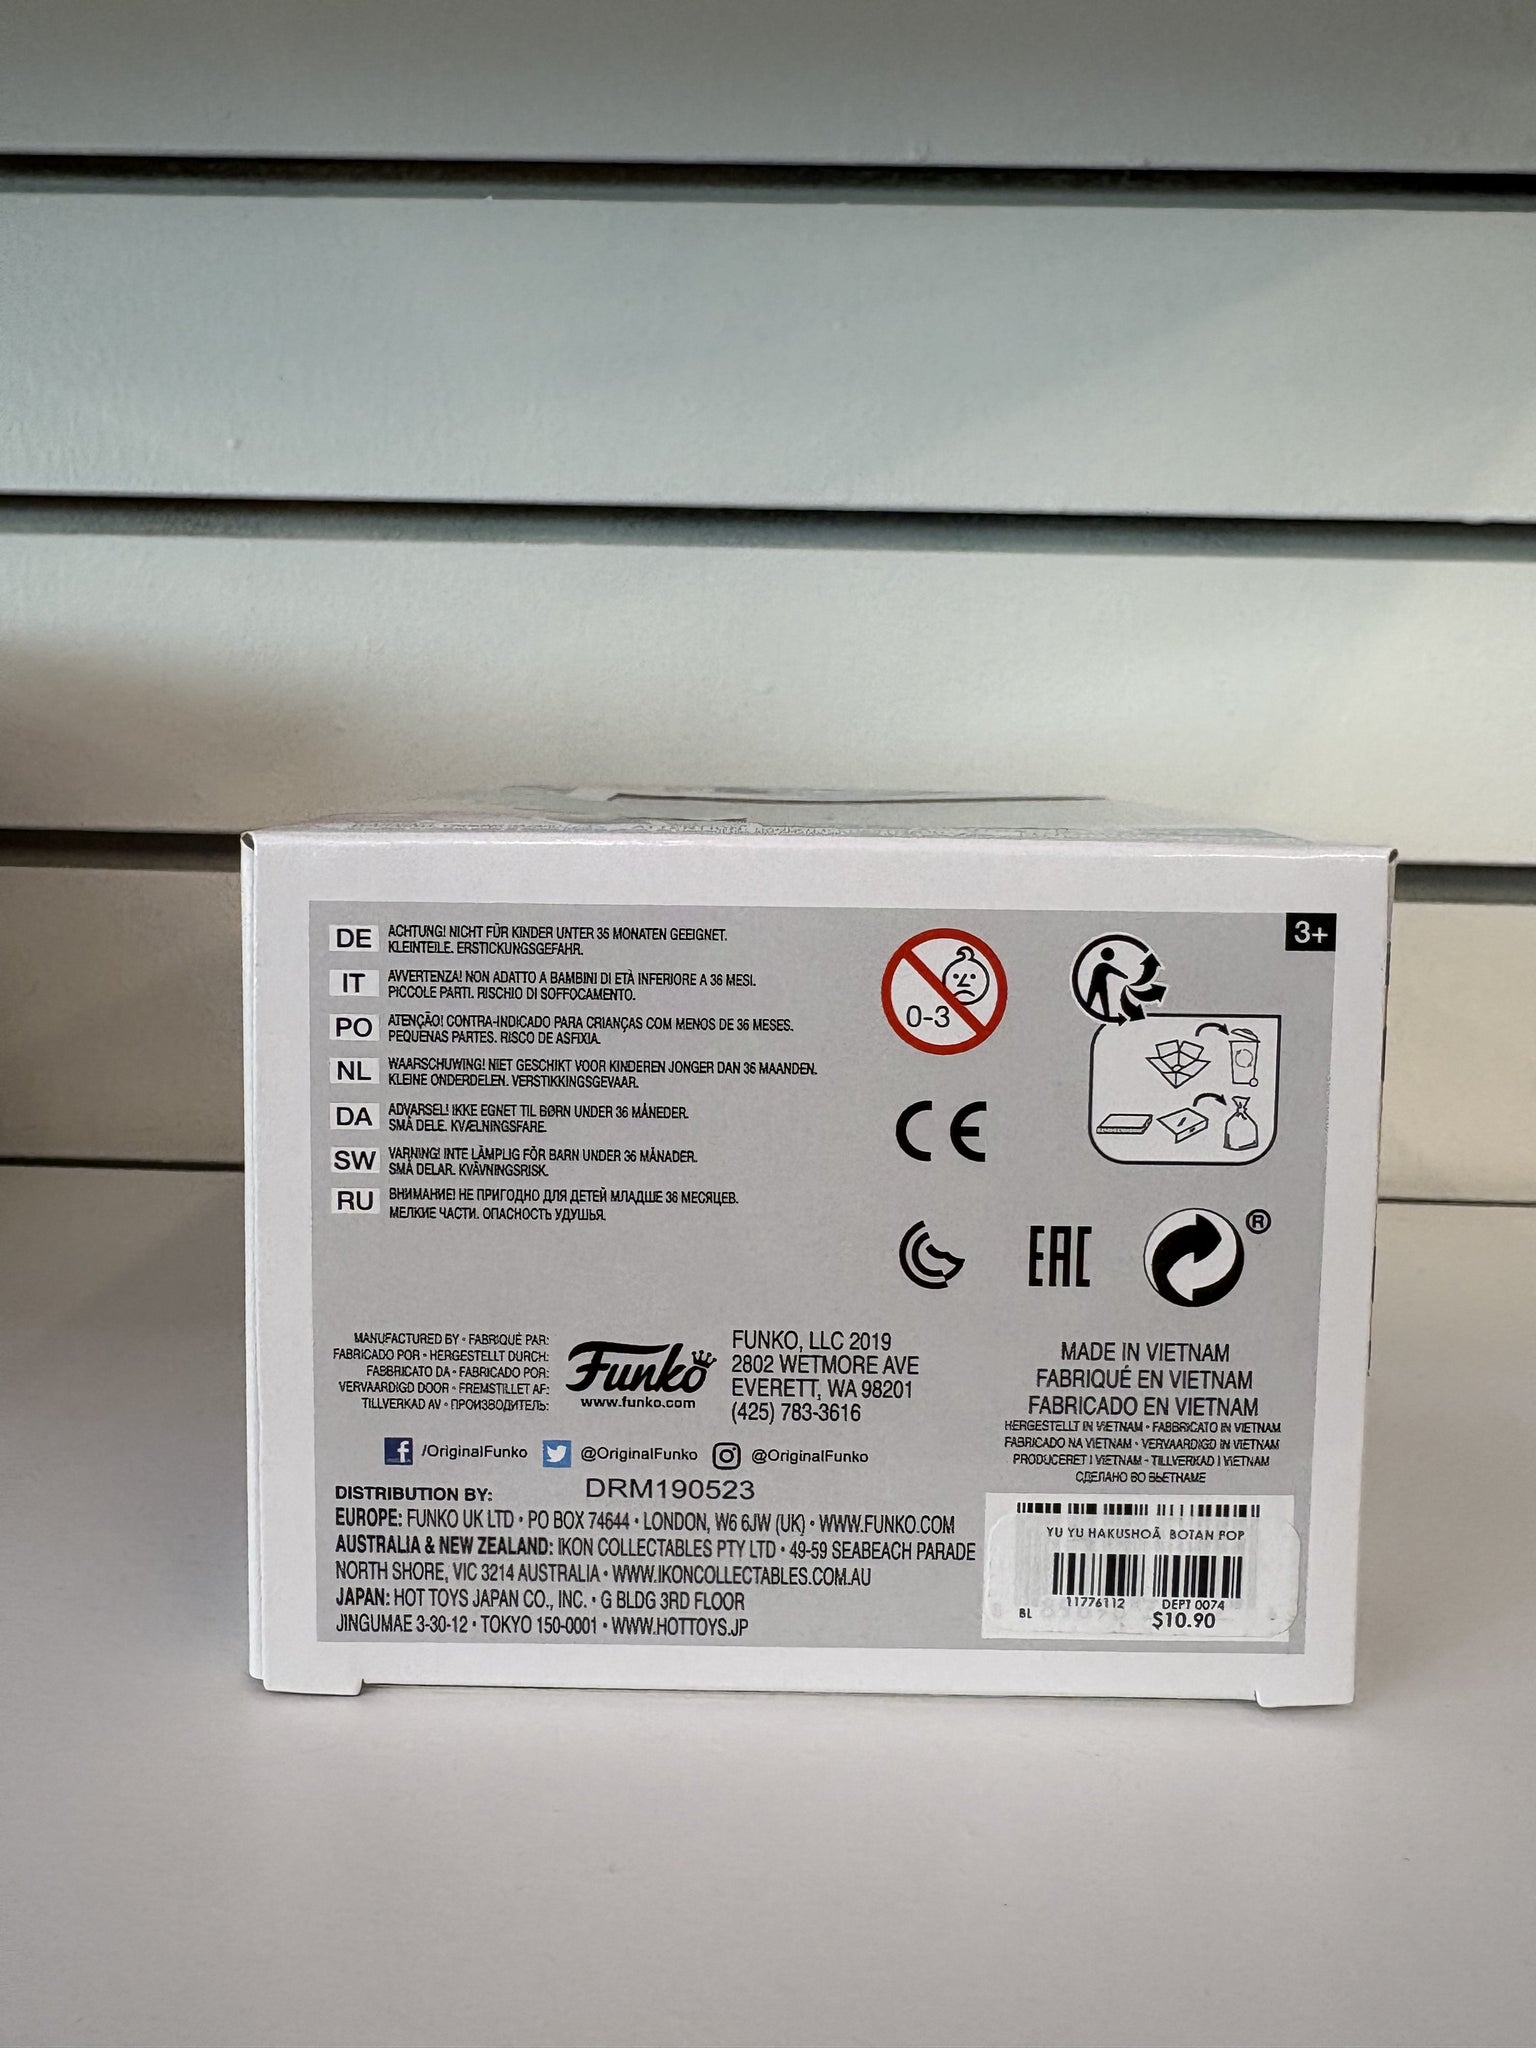 DE ACHTUNG! NICHT FÜR KINDER UNTER 36 MONATEN GEEIGNET.
KLEINTEILE. ERSTICKUNGSGEFAHR.
IT AVVERTENZA! NON ADATTO A BAMBINI DI ETÀ INFERIORE A 36 MESI.
PICCOLE PARTI. RISCHIO DI SOFFOCAMENTO.
PO ATENÇÃO! CONTRA-INDICADO PARA CRIANÇAS COM MENOS DE 36 MESES.
PEQUENAS PARTES. RISCO DE ASFIXIA.
NL WAARSCHUWING! NIET GESCHIKT VOOR KINDEREN JONGER DAN 36 MAANDEN.
KLEINE ONDERDELEN. VERSTIKKINGSGEVAAR.
DA ADVARSEL! IKKE EGNET TIL BØRN UNDER 36 MÅNEDER.
SMÅ DELE. KVÆLNINGSFARE.
SW VARNING! INTE LÄMPLIG FÖR BARN UNDER 36 MÅNADER.
SMÅ DELAR. KVÄVNINGSRISK.
RU ВНИМАНИЕ! НЕ ПРИГОДНО ДЛЯ ДЕТЕЙ МЛАДШЕ 36 МЕСЯЦЕВ.
МЕЛКИЕ ЧАСТИ. ОПАСНОСТЬ УДУШЬЯ.
0-3
3+
CE
EAC
®
MANUFACTURED BY • FABRIQUÉ PAR:
FABRICADO POR • HERGESTELLT DURCH:
FABBRICATO DA • FABRICADO POR:
VERVAARDIGD DOOR • FREMSTILLET AF:
TILLVERKAD AV • ПРОИЗВОДИТЕЛЬ:
Funko
www.funko.com
FUNKO, LLC 2019
2802 WETMORE AVE
EVERETT, WA 98201
(425) 783-3616
MADE IN VIETNAM
FABRIQUÉ EN VIETNAM
FABRICADO EN VIETNAM
HERGESTELLT IN VIETNAM • FABBRICATO IN VIETNAM
FABRICADO NA VIETNAM • VERVAARDIGD IN VIETNAM
PRODUCERET I VIETNAM • TILLVERKAD I VIETNAM
СДЕЛАНО ВО ВЬЕТНАМЕ
f /OriginalFunko @OriginalFunko @OriginalFunko
DRM190523
DISTRIBUTION BY:
EUROPE: FUNKO UK LTD • PO BOX 74644 • LONDON, W6 6JW (UK) • WWW.FUNKO.COM
AUSTRALIA & NEW ZEALAND: IKON COLLECTABLES PTY LTD • 49-59 SEABEACH PARADE
NORTH SHORE, VIC 3214 AUSTRALIA • WWW.IKONCOLLECTABLES.COM.AU
JAPAN: HOT TOYS JAPAN CO., INC. • G BLDG 3RD FLOOR
JINGUMAE 3-30-12 • TOKYO 150-0001 • WWW.HOTTOYS.JP
YU YU HAKUSHOÃ BOTAN POP
11776112 DEPT 0074
BL $10.90